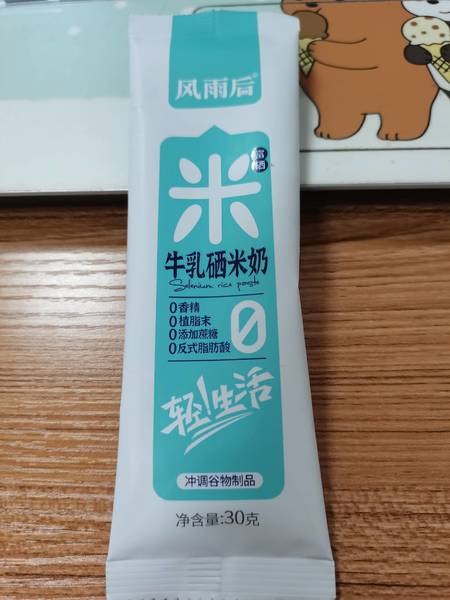 风雨后®
米
富硒
牛乳硒米奶
Selenium rice paste
0香精
0植脂末
0添加蔗糖
0反式脂肪酸
0
轻!生活
冲调谷物制品
净含量:30克